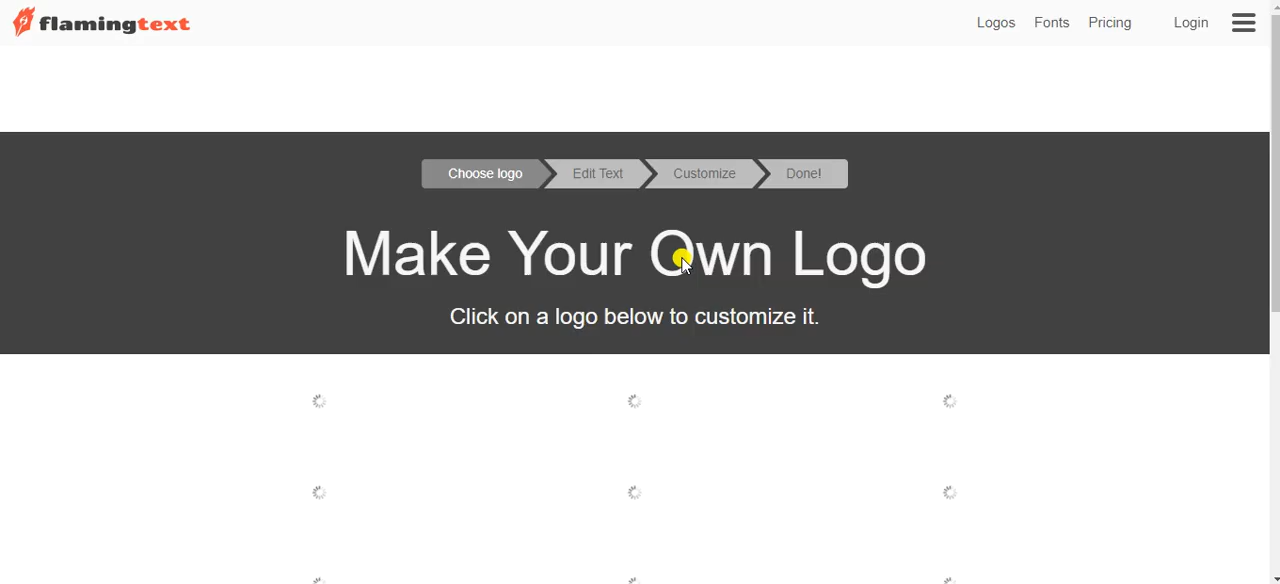 flamingtext
Logos Fonts Pricing Login
Choose logo Edit Text Customize Done!
Make Your Own Logo
Click on a logo below to customize it.